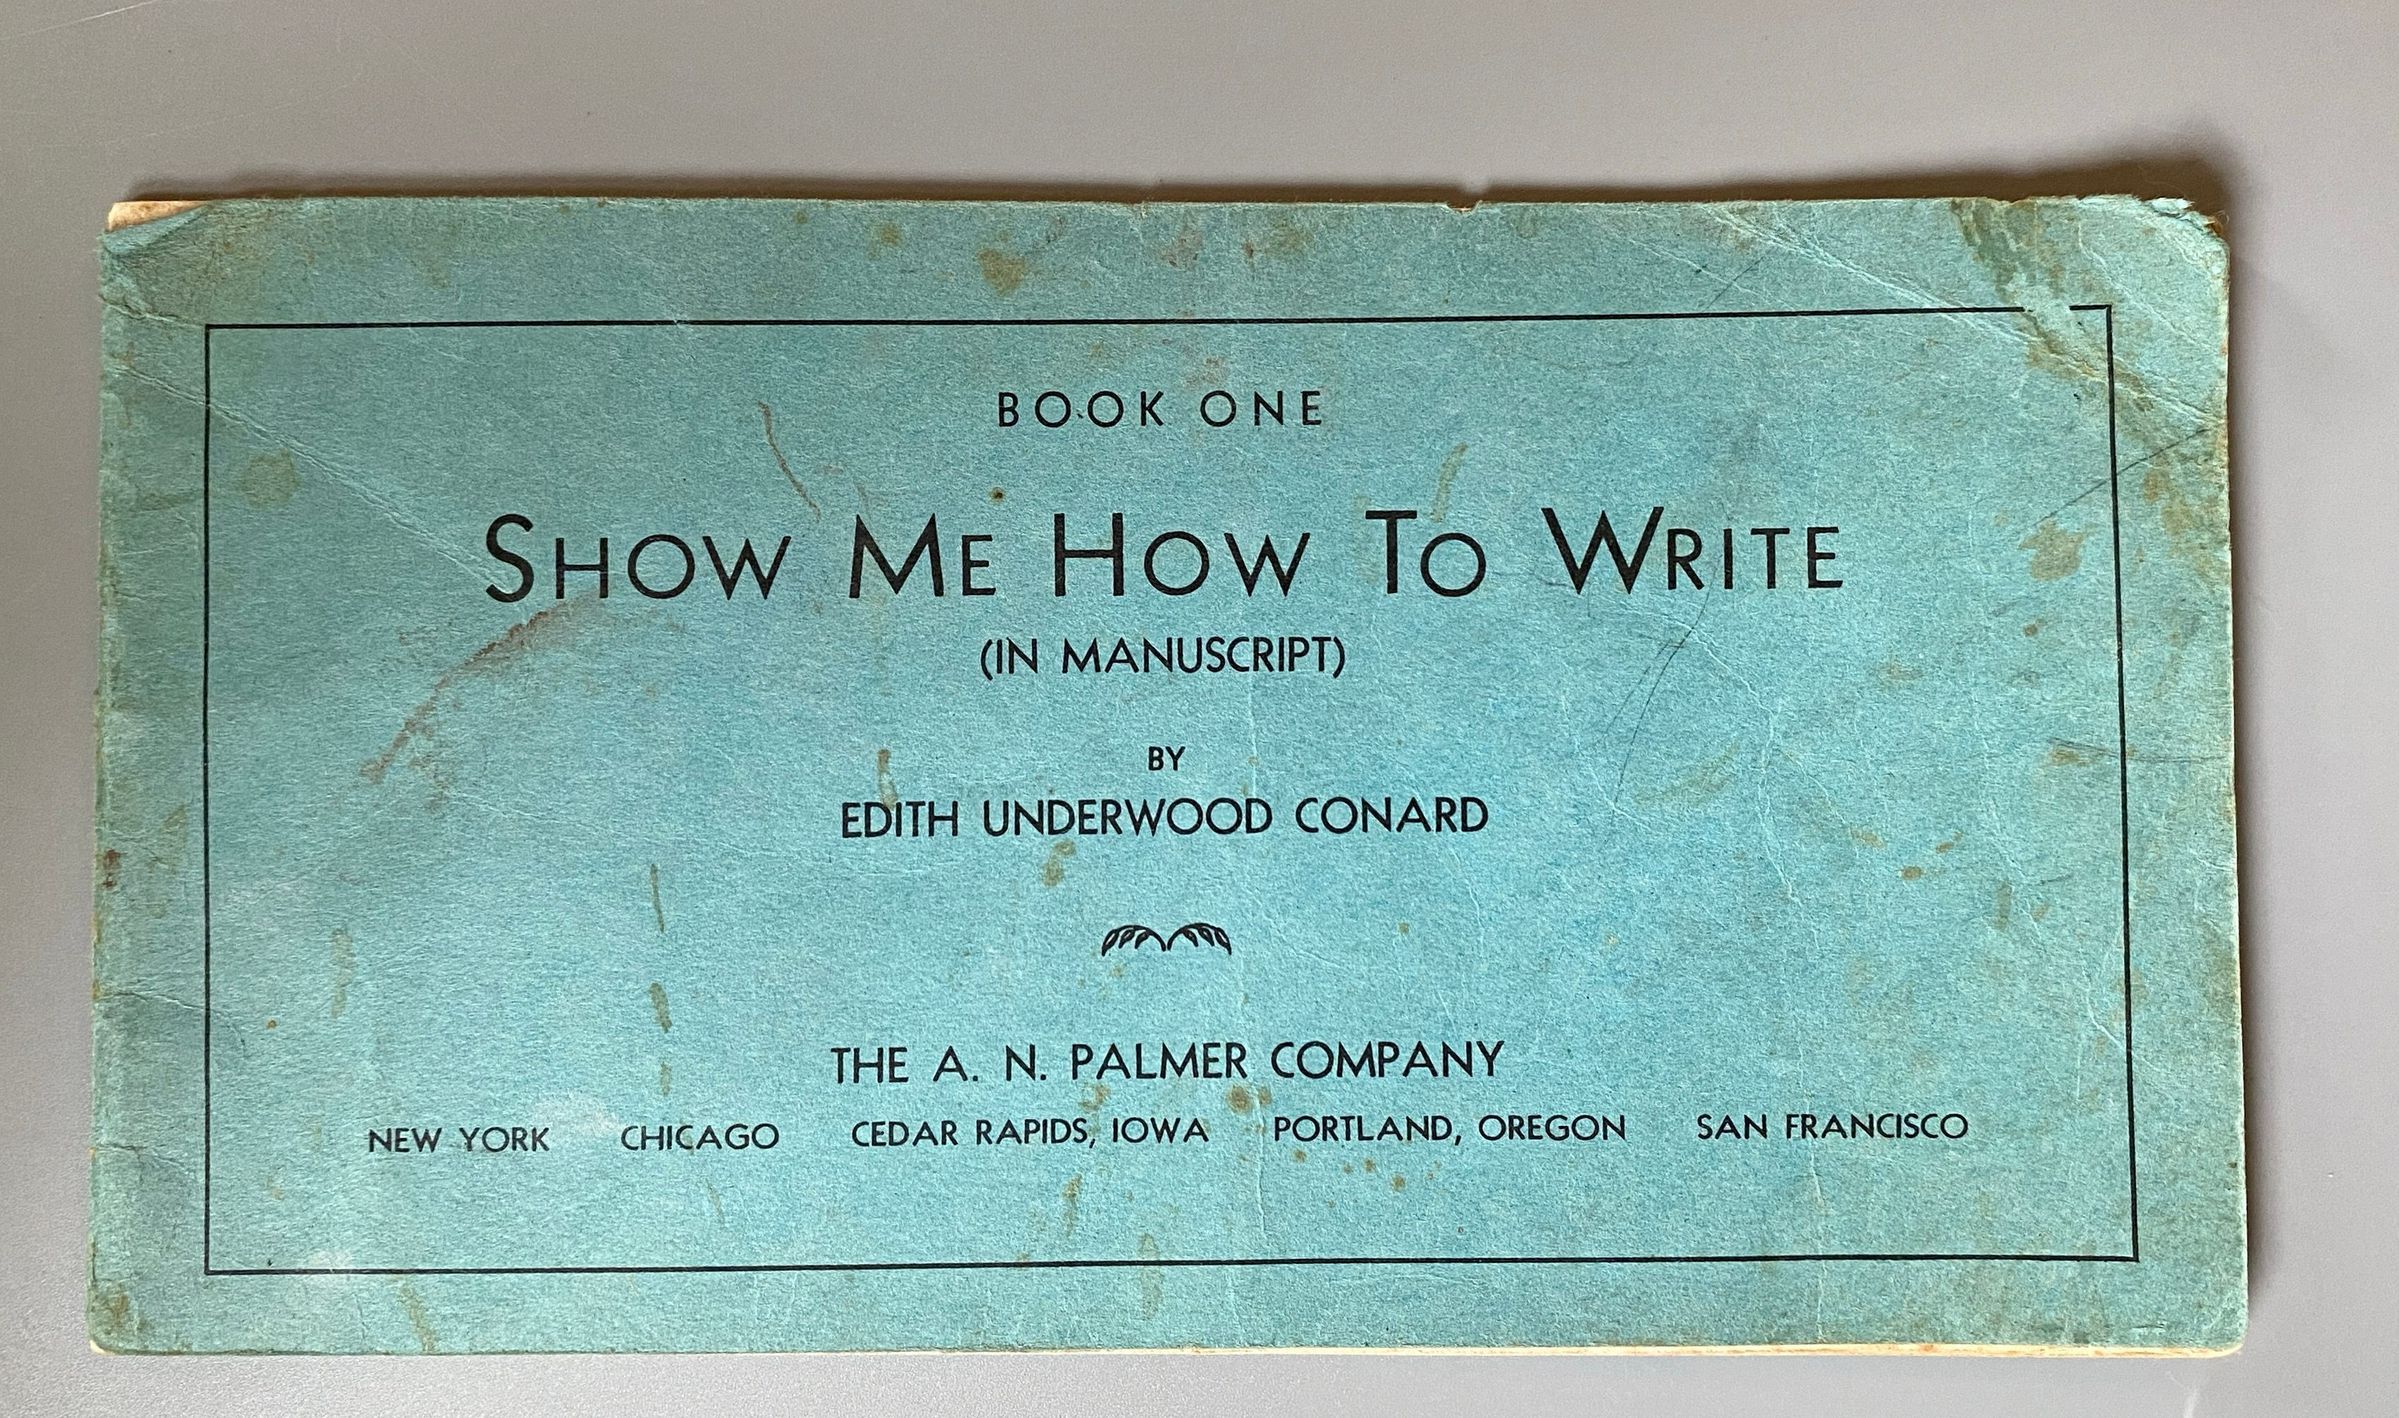 BOOK ONE
SHOW ME HOW TO WRITE
(IN MANUSCRIPT)
BY
EDITH UNDERWOOD CONARD
THE A. N. PALMER COMPANY
NEW YORK CHICAGO CEDAR RAPIDS, IOWA PORTLAND, OREGON SAN FRANCISCO